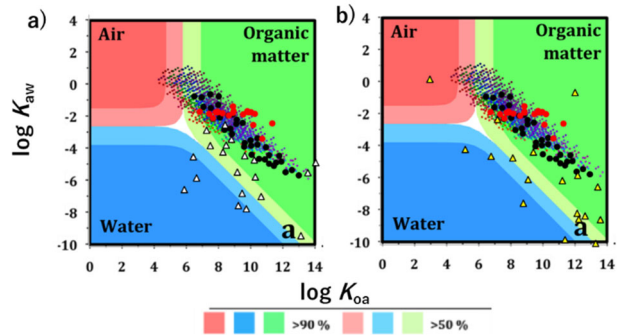 a)
b)
4
2
0
-2
-4
-6
-8
-10
log Kaw
Air
Organic
matter
Water
a
0 2 4 6 8 10 12 14
4
2
0
-2
-4
-6
-8
-10
Air
Organic
matter
Water
a
0 2 4 6 8 10 12 14
log Koa
>90 %
>50 %